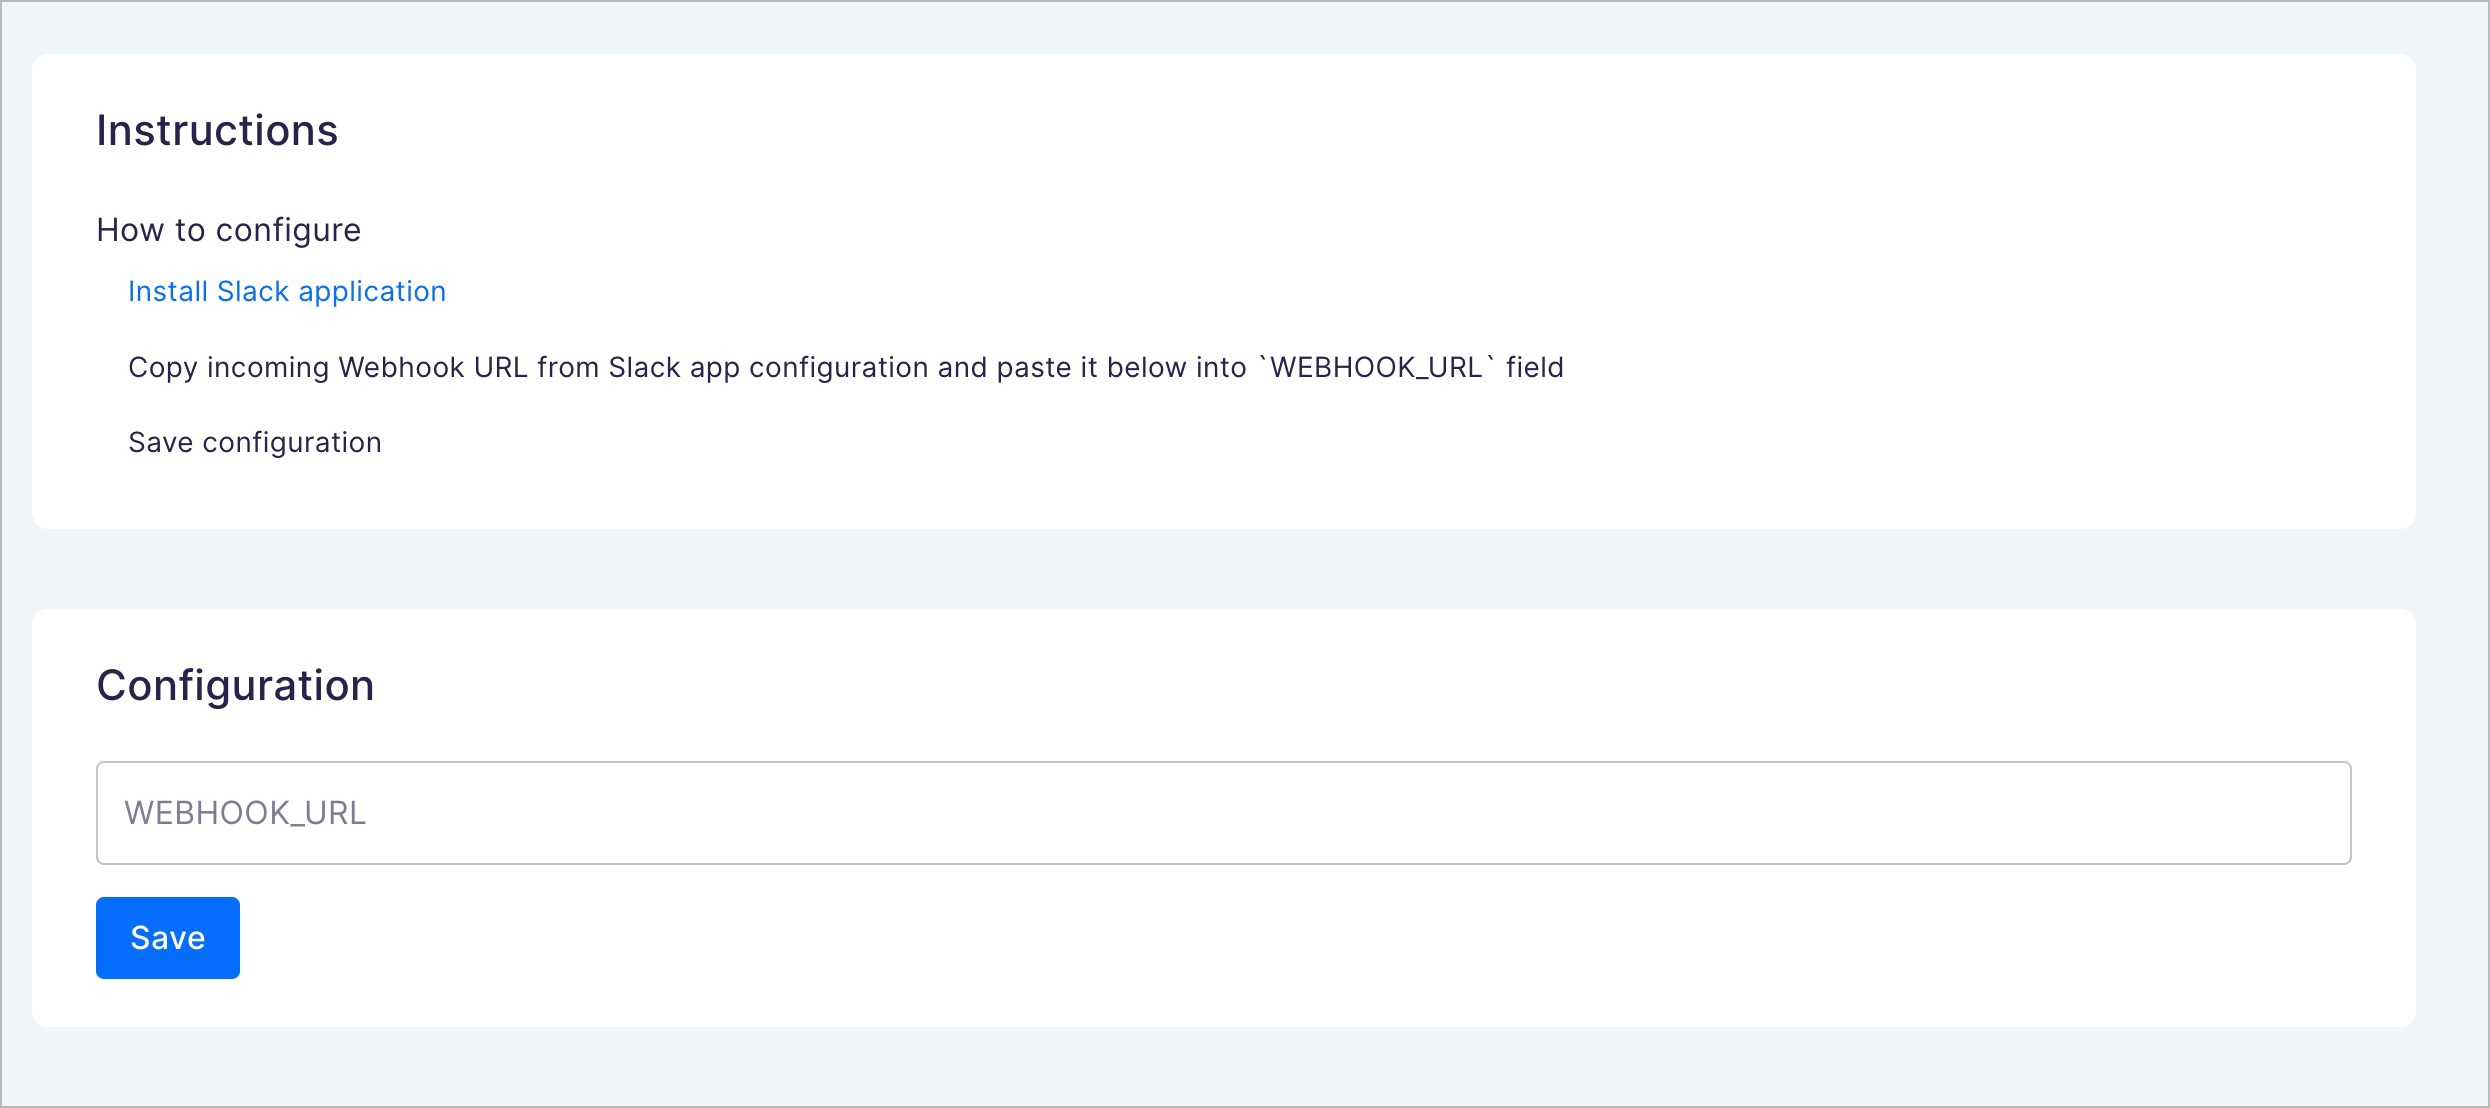 Instructions
How to configure
Install Slack application
Copy incoming Webhook URL from Slack app configuration and paste it below into `WEBHOOK_URL` field
Save configuration
Configuration
WEBHOOK_URL
Save